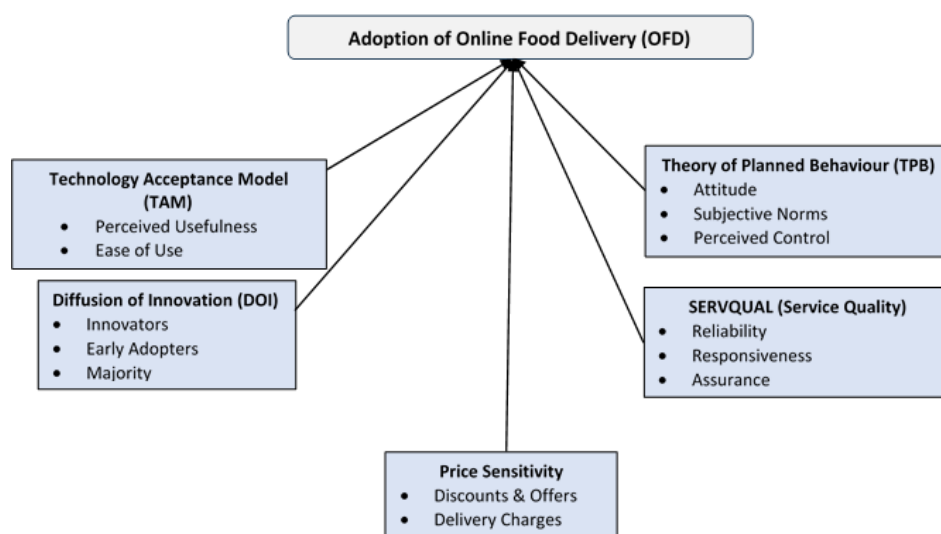 Adoption of Online Food Delivery (OFD)
Technology Acceptance Model
(TAM)
• Perceived Usefulness
• Ease of Use
Theory of Planned Behaviour (TPB)
• Attitude
• Subjective Norms
• Perceived Control
Diffusion of Innovation (DOI)
• Innovators
• Early Adopters
• Majority
SERVQUAL (Service Quality)
• Reliability
• Responsiveness
• Assurance
Price Sensitivity
• Discounts & Offers
• Delivery Charges